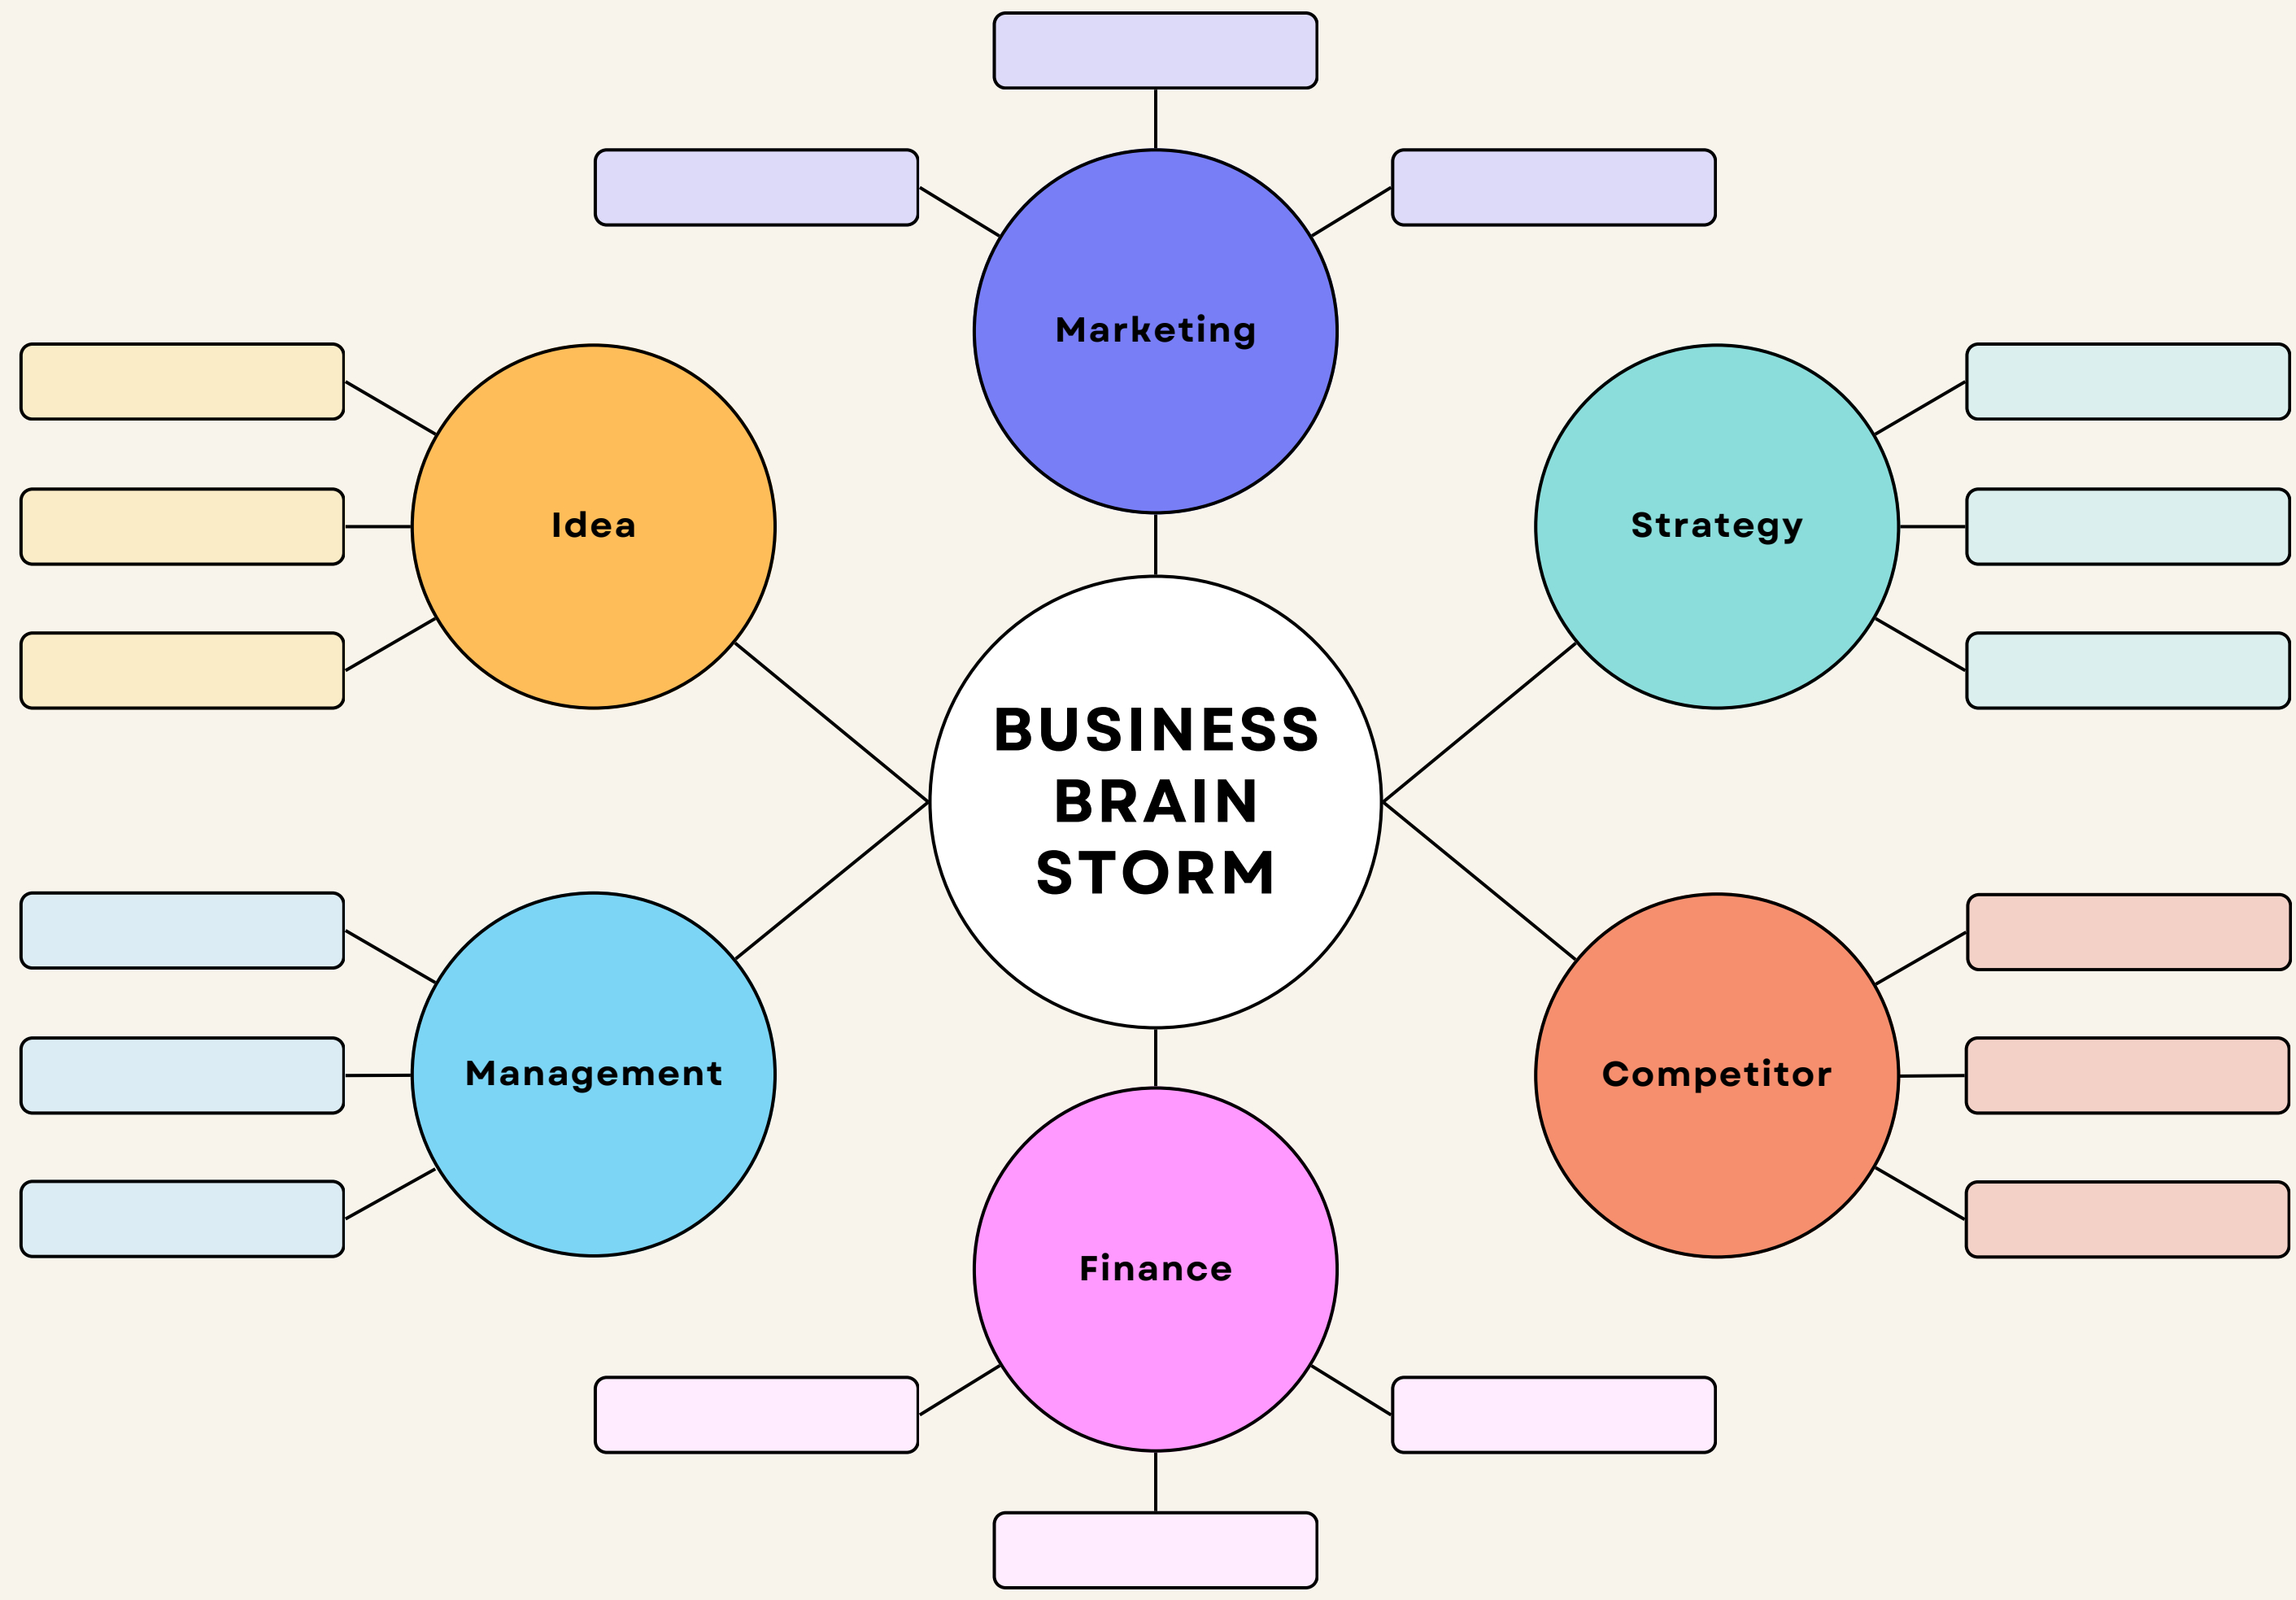 Marketing
Idea
Strategy
BUSINESS
BRAIN
STORM
Management
Competitor
Finance